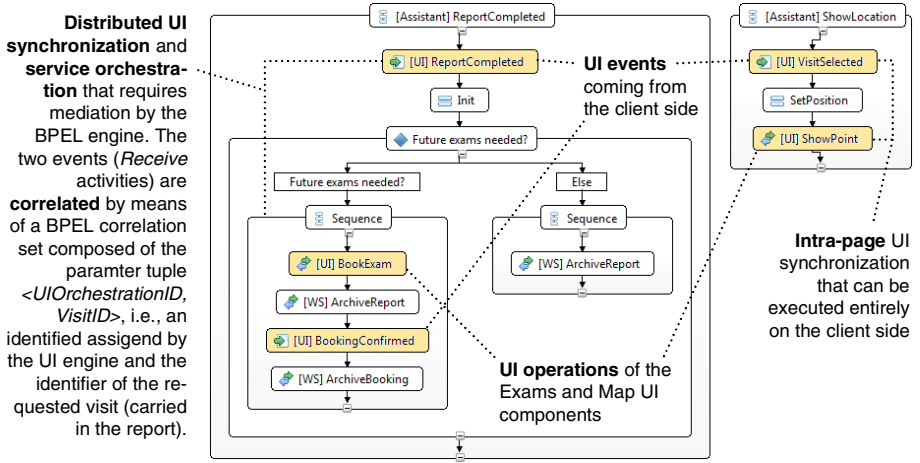 Distributed UI
synchronization and
service orchestra-
tion that requires
mediation by the
BPEL engine. The
two events (Receive
activities) are
correlated by means
of a BPEL correlation
set composed of the
paramter tuple
<UIOrchestrationID,
VisitID>, i.e., an
identified assigend by
the UI engine and the
identifier of the re-
quested visit (carried
in the report).
[Assistant] ReportCompleted
[UI] ReportCompleted
Init
Future exams needed?
Future exams needed?
Else
Sequence
[UI] BookExam
[WS] ArchiveReport
[UI] BookingConfirmed
[WS] ArchiveBooking
Sequence
[WS] ArchiveReport
UI events
coming from
the client side
UI operations of the
Exams and Map UI
components
[Assistant] ShowLocation
[UI] VisitSelected
SetPosition
[UI] ShowPoint
Intra-page UI
synchronization
that can be
executed entirely
on the client side